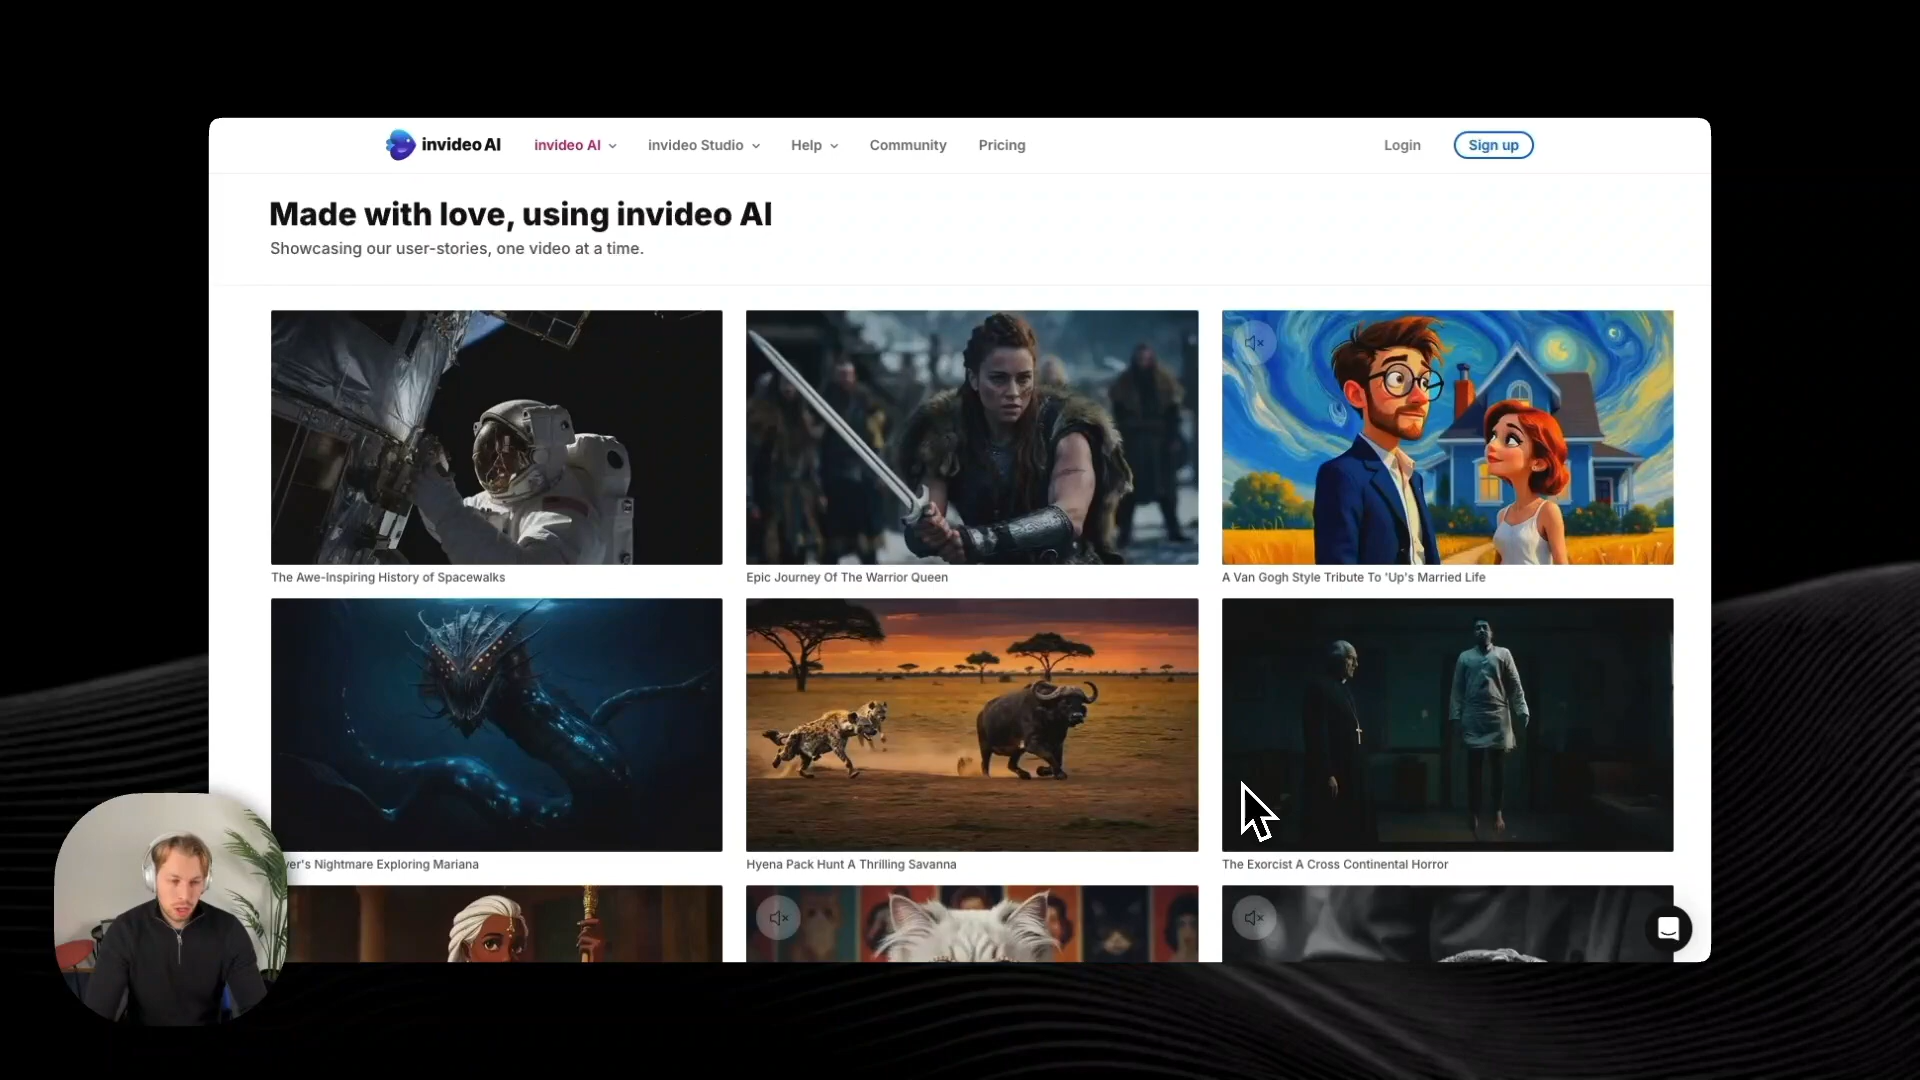 invideo AI
invideo AI
invideo Studio
Help
Community
Pricing
Login
Sign up
Made with love, using invideo AI
Showcasing our user-stories, one video at a time.
The Awe-Inspiring History of Spacewalks
Epic Journey Of The Warrior Queen
A Van Gogh Style Tribute To 'Up's Married Life
Nightmare Exploring Mariana
Hyena Pack Hunt A Thrilling Savanna
The Exorcist A Cross Continental Horror